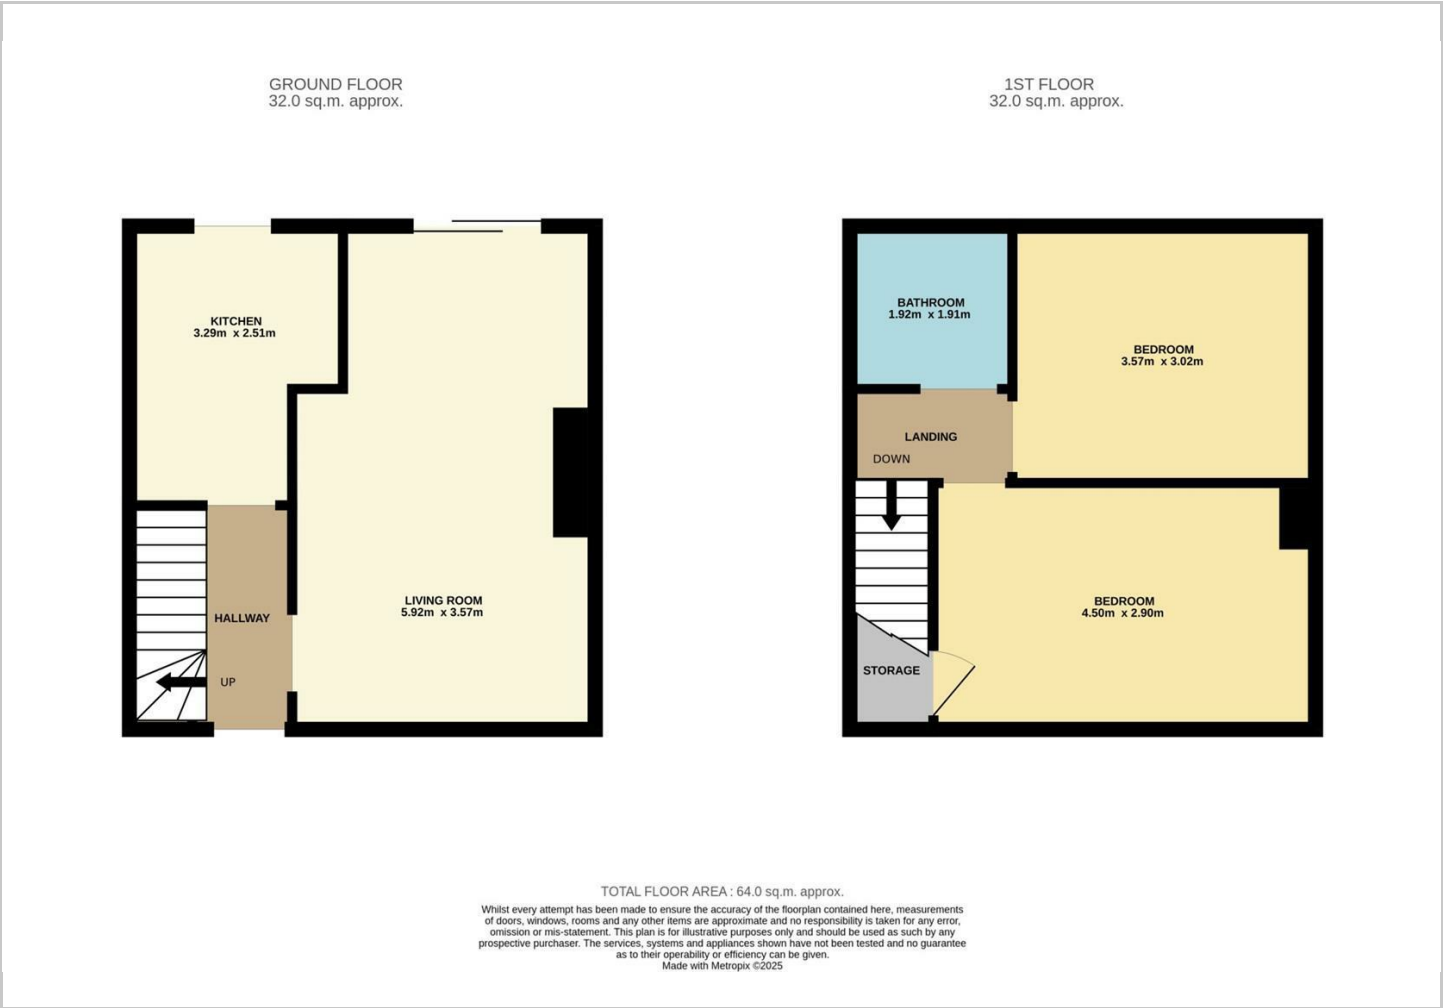 GROUND FLOOR
32.0 sq.m. approx.
1ST FLOOR
32.0 sq.m. approx.
KITCHEN
3.29m x 2.51m
LIVING ROOM
5.92m x 3.57m
HALLWAY
UP
BATHROOM
1.92m x 1.91m
BEDROOM
3.57m x 3.02m
LANDING
DOWN
BEDROOM
4.50m x 2.90m
STORAGE
TOTAL FLOOR AREA : 64.0 sq.m. approx.
Whilst every attempt has been made to ensure the accuracy of the floorplan contained here, measurements
of doors, windows, rooms and any other items are approximate and no responsibility is taken for any error,
omission or mis-statement. This plan is for illustrative purposes only and should be used as such by any
prospective purchaser. The services, systems and appliances shown have not been tested and no guarantee
as to their operability or efficiency can be given.
Made with Metropix ©2025